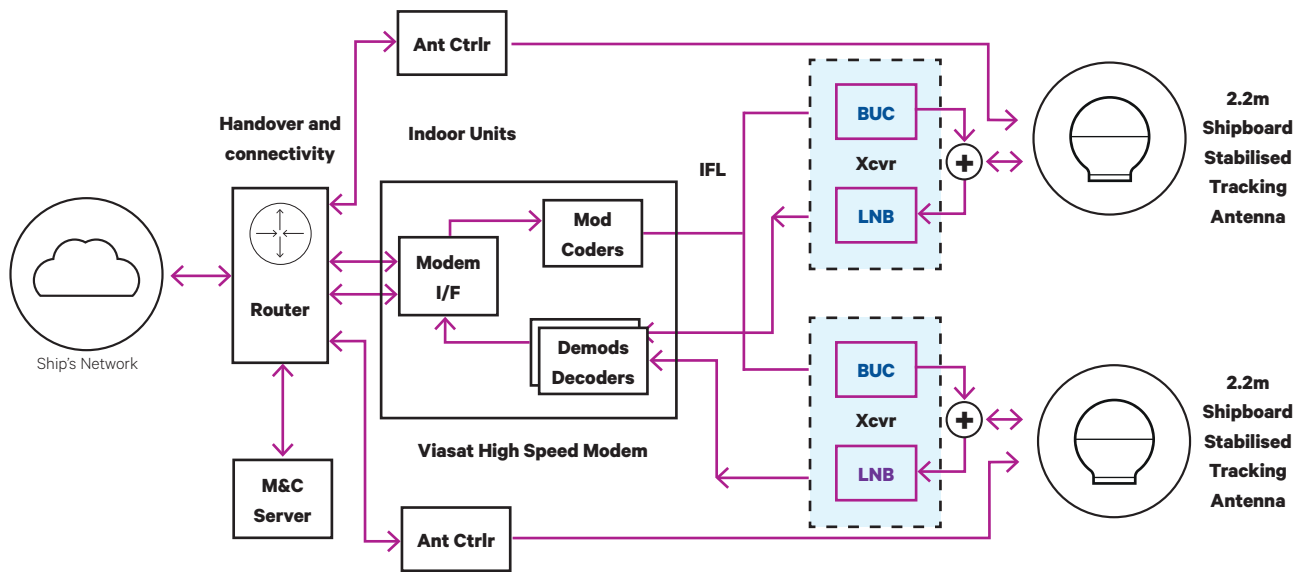 Ant Ctrlr
Handover and
connectivity
Indoor Units
IFL
BUC
Xcvr
LNB
2.2m
Shipboard
Stabilised
Tracking
Antenna
Router
Ship's Network
Modem
I/F
Mod
Coders
Demods
Decoders
Viasat High Speed Modem
M&C
Server
Ant Ctrlr
BUC
Xcvr
LNB
2.2m
Shipboard
Stabilised
Tracking
Antenna